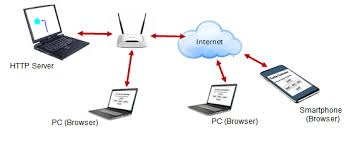 Internet
HTTP Server
PC (Browser)
PC (Browser)
Smartphone
(Browser)